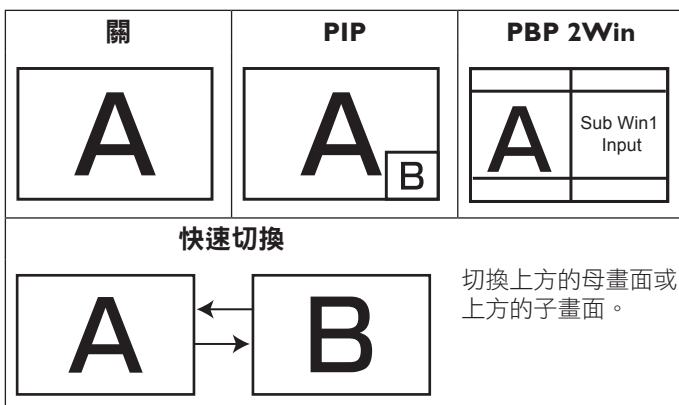 關
PIP
PBP 2Win
A
A
B
A
Sub Win1
Input
快速切換
A
B
切換上方的母畫面或
上方的子畫面。